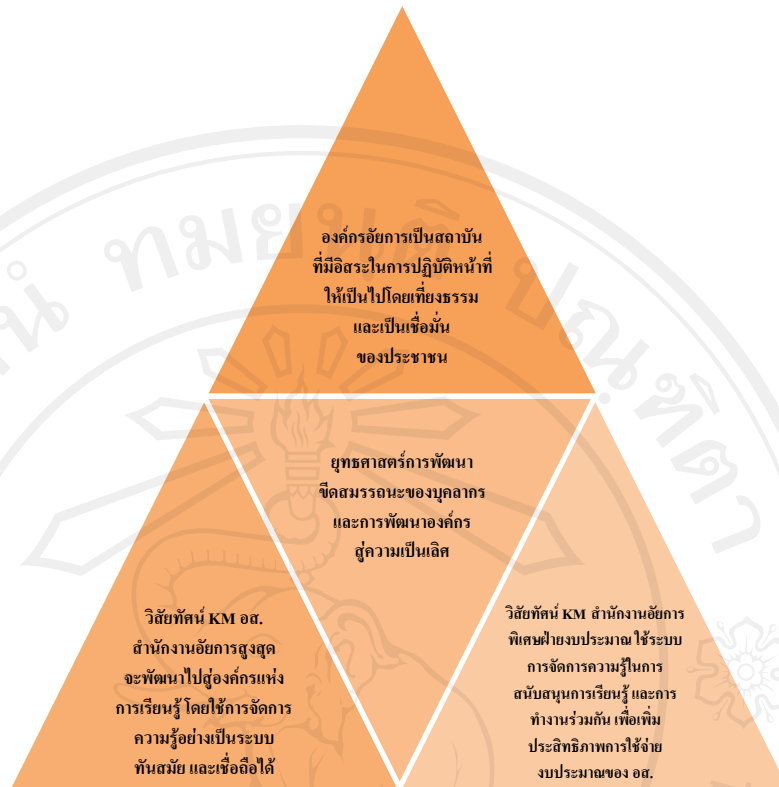 องค์กรอัยการเป็นสถาบัน
ที่มีอิสระในการปฏิบัติหน้าที่
ให้เป็นไปโดยเที่ยงธรรม
และเป็นเชื่อมั่น
ของประชาชน
ยุทธศาสตร์การพัฒนา
ขีดสมรรถนะของบุคลากร
และการพัฒนาองค์กร
สู่ความเป็นเลิศ
วิสัยทัศน์ KM อส.
สำนักงานอัยการสูงสุด
จะพัฒนาไปสู่องค์กรแห่ง
การเรียนรู้ โดยใช้การจัดการ
ความรู้อย่างเป็นระบบ
ทันสมัย และเชื่อถือได้
วิสัยทัศน์ KM สำนักงานอัยการ
พิเศษฝ่ายงบประมาณ ใช้ระบบ
การจัดการความรู้ในการ
สนับสนุนการเรียนรู้ และการ
ทำงานร่วมกัน เพื่อเพิ่ม
ประสิทธิภาพการใช้จ่าย
งบประมาณของ อส.